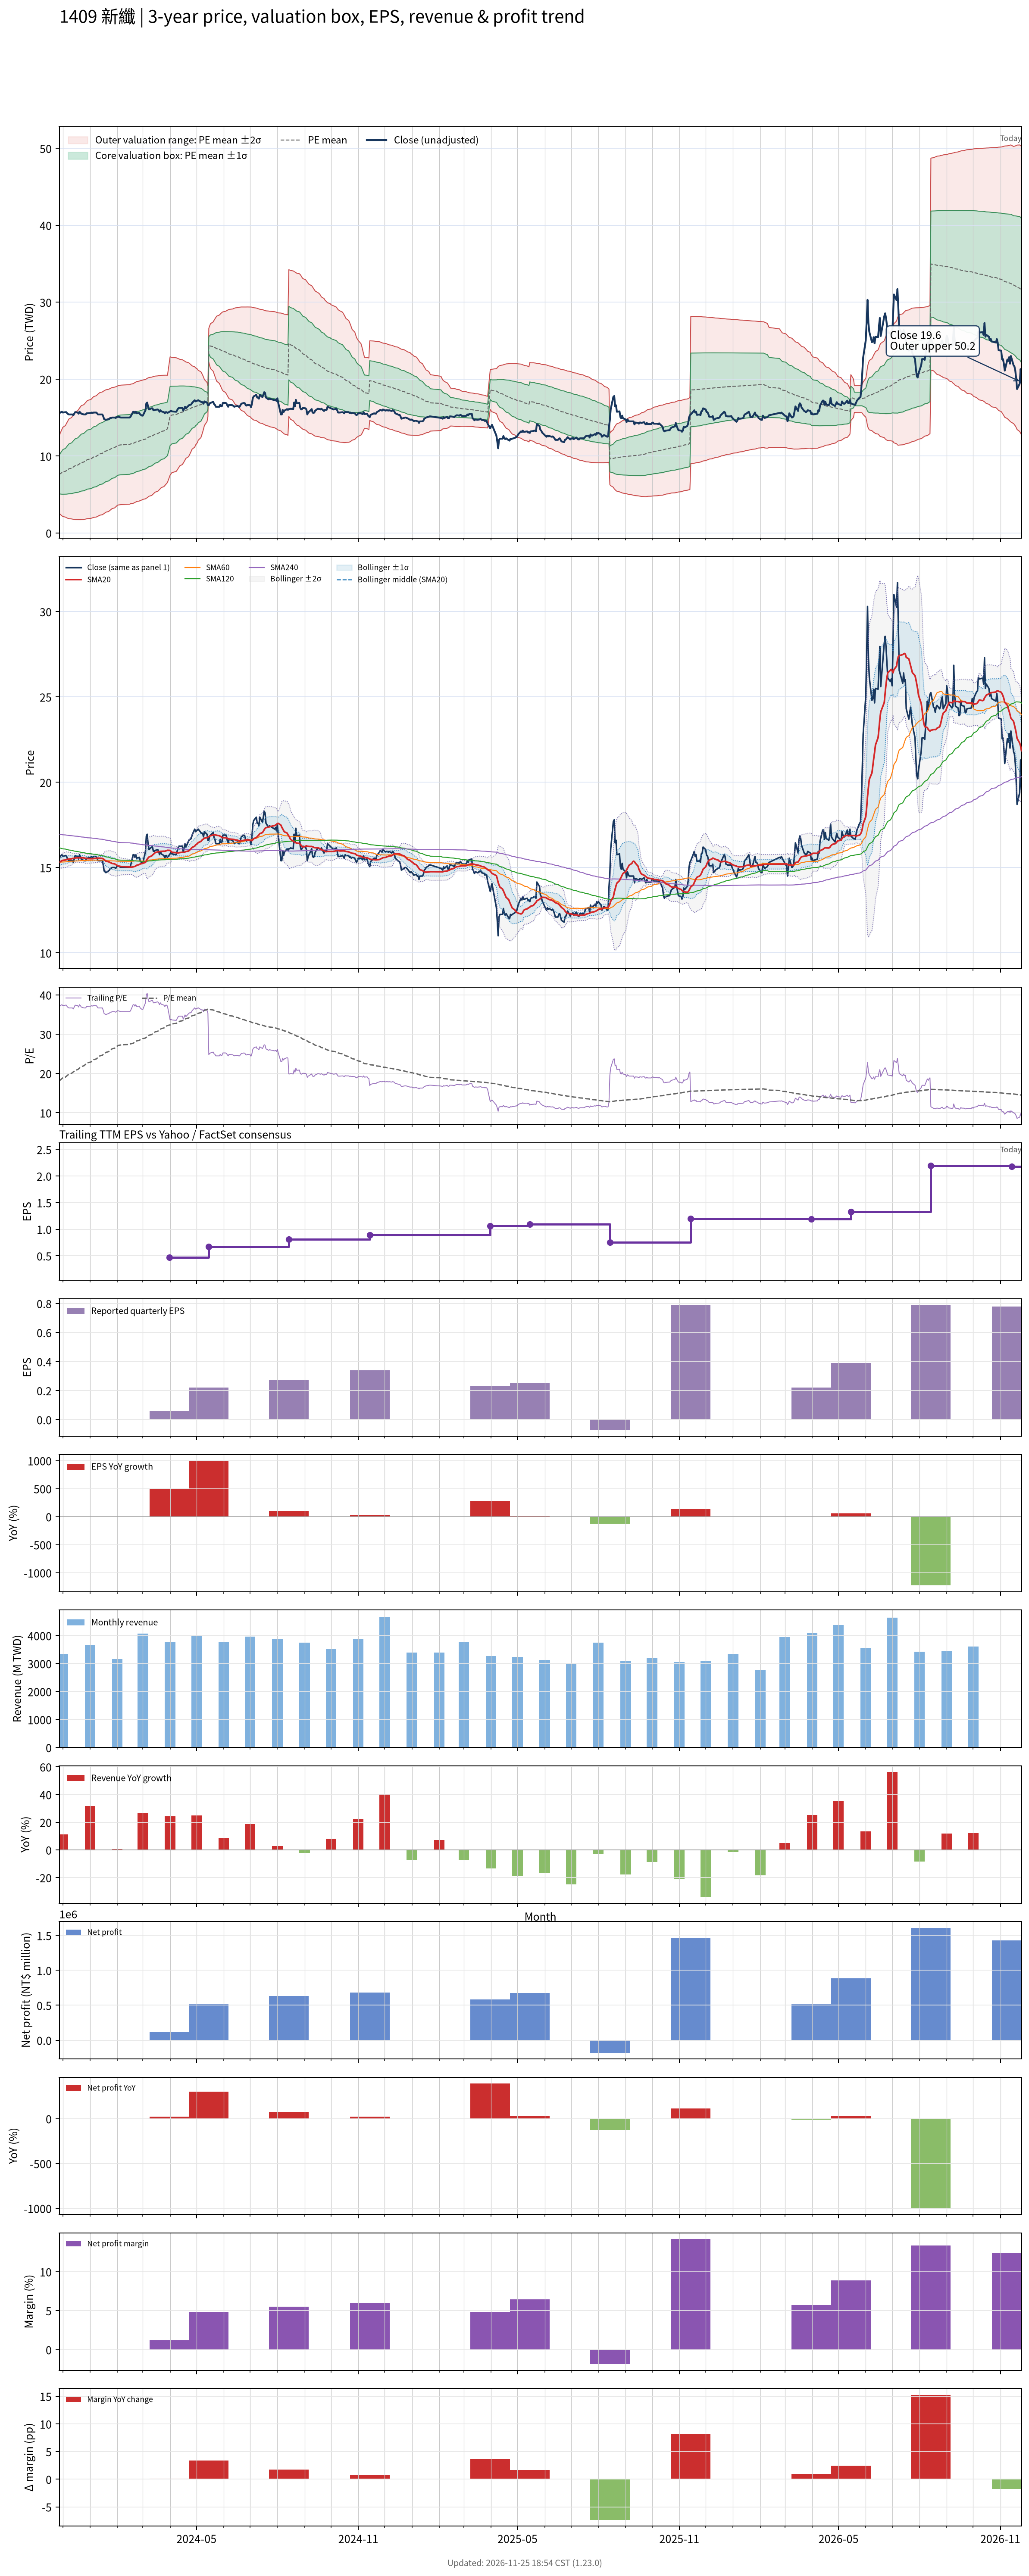 1409 新纖 | 3-year price, valuation box, EPS, revenue & profit trend
Outer valuation range: PE mean ±2σ
Core valuation box: PE mean ±1σ
PE mean
Close (unadjusted)
Today
50
40
30
20
10
0
Price (TWD)
Close 19.6
Outer upper 50.2
Close (same as panel 1)
SMA20
SMA60
SMA120
SMA240
Bollinger ±2σ
Bollinger ±1σ
Bollinger middle (SMA20)
30
25
20
15
10
Price
Trailing P/E
P/E mean
40
30
20
10
P/E
Trailing TTM EPS vs Yahoo / FactSet consensus
Today
2.5
2.0
1.5
1.0
0.5
EPS
Reported quarterly EPS
0.8
0.6
0.4
0.2
0.0
EPS
EPS YoY growth
1000
500
0
-500
-1000
YoY (%)
Monthly revenue
4000
3000
2000
1000
0
Revenue (M TWD)
Revenue YoY growth
60
40
20
0
-20
YoY (%)
Month
1e6
Net profit
1.5
1.0
0.5
0.0
Net profit (NT$ million)
Net profit YoY
0
-500
-1000
YoY (%)
Net profit margin
10
5
0
Margin (%)
Margin YoY change
15
10
5
0
-5
Δ margin (pp)
2024-05
2024-11
2025-05
2025-11
2026-05
2026-11
Updated: 2026-11-25 18:54 CST (1.23.0)